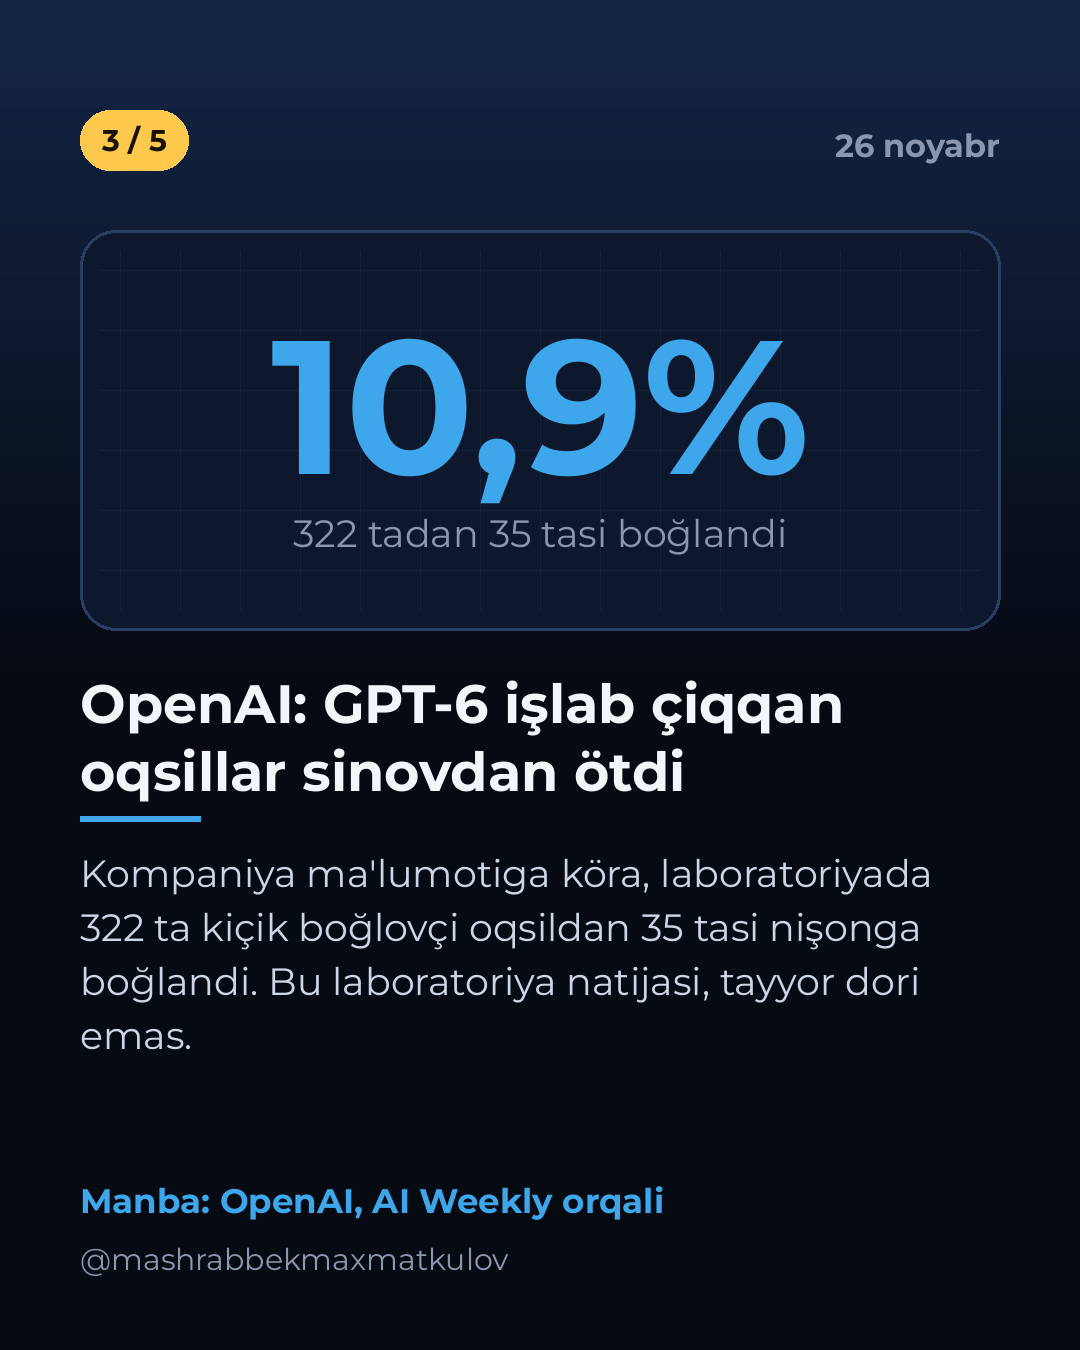 3 / 5
26 noyabr
10,9%
322 tadan 35 tasi boğlandi
OpenAI: GPT-6 işlab çiqqan
oqsillar sinovdan ötdi
Kompaniya ma'lumotiga köra, laboratoriyada
322 ta kiçik boğlovçi oqsildan 35 tasi nişonga
boğlandi. Bu laboratoriya natijasi, tayyor dori
emas.
Manba: OpenAI, AI Weekly orqali
@mashrabbekmaxmatkulov